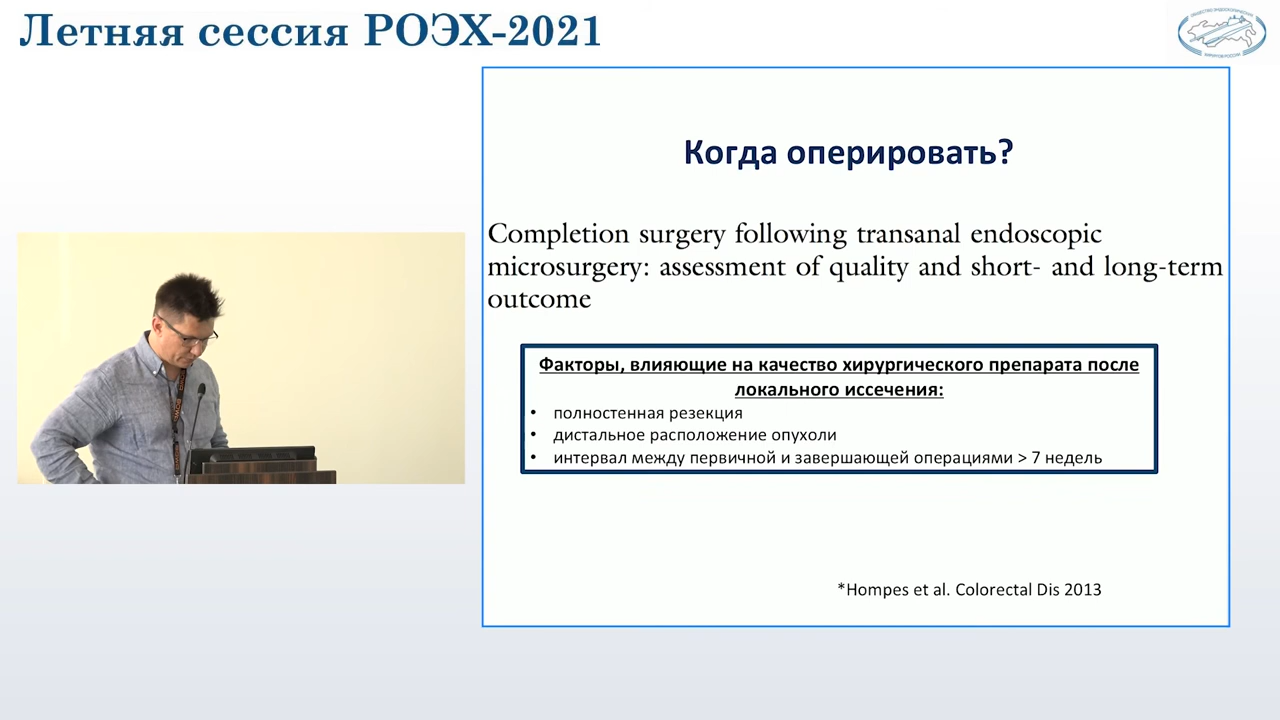 Летняя сессия РОЭХ-2021
Когда оперировать?
Completion surgery following transanal endoscopic
microsurgery: assessment of quality and short- and long-term
outcome
Факторы, влияющие на качество хирургического препарата после
локального иссечения:
• полностенная резекция
• дистальное расположение опухоли
• интервал между первичной и завершающей операциями > 7 недель
*Hompes et al. Colorectal Dis 2013